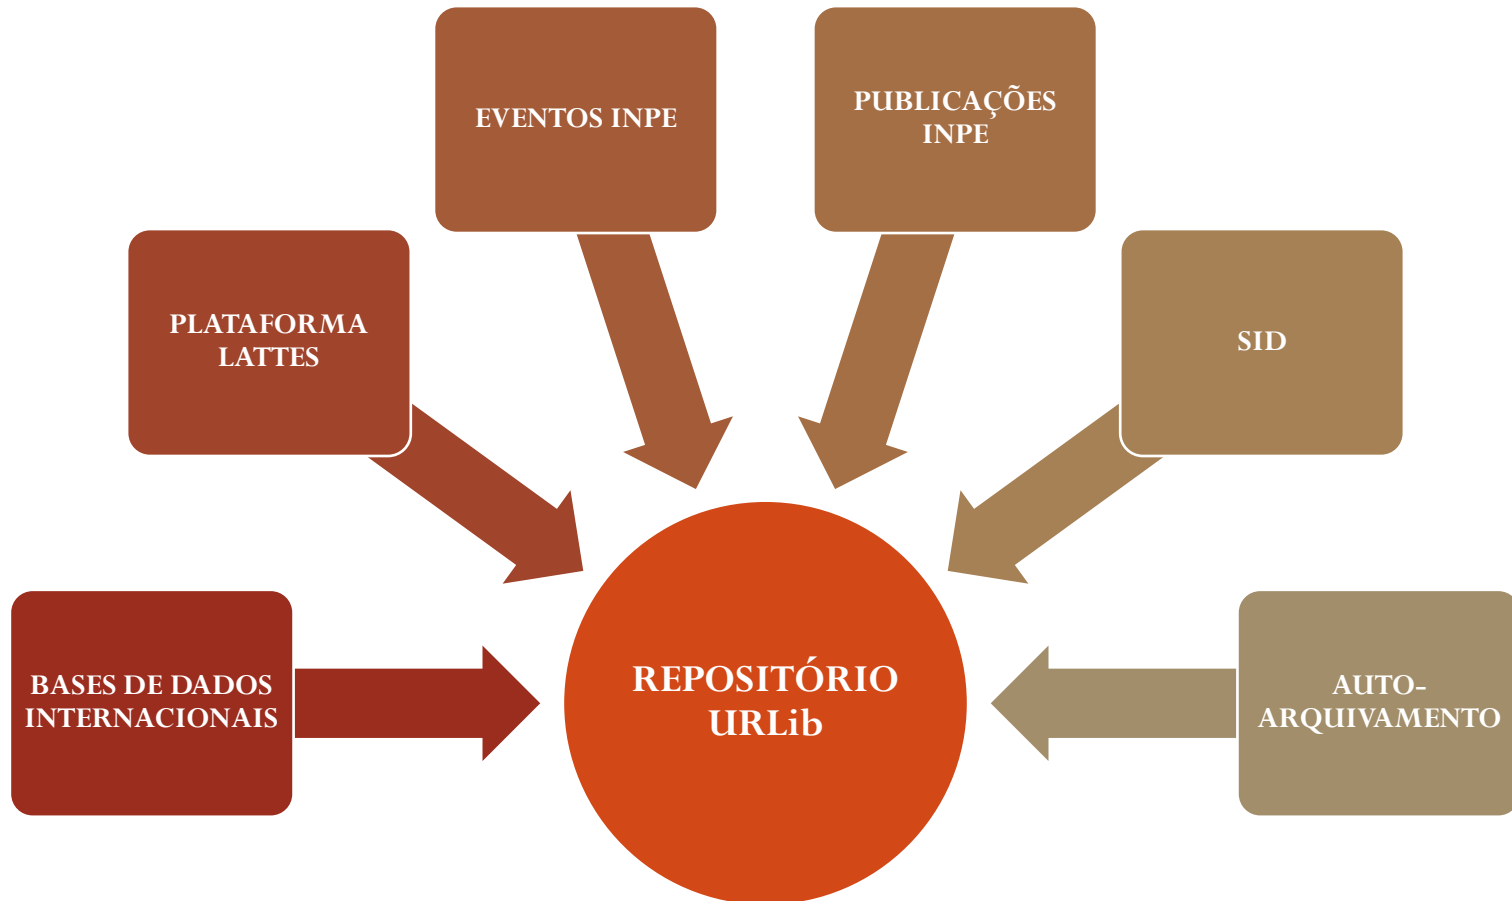 EVENTOS INPE
PUBLICAÇÕES
INPE
PLATAFORMA
LATTES
SID
BASES DE DADOS
INTERNACIONAIS
REPOSITÓRIO
URLib
AUTO-
ARQUIVAMENTO